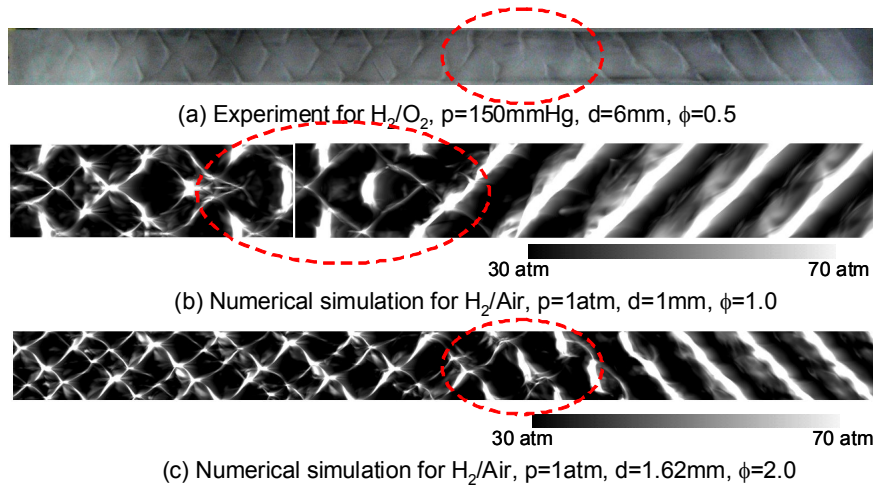 (a) Experiment for H₂/O₂, p=150mmHg, d=6mm, ϕ=0.5
30 atm 70 atm
(b) Numerical simulation for H₂/Air, p=1atm, d=1mm, ϕ=1.0
30 atm 70 atm
(c) Numerical simulation for H₂/Air, p=1atm, d=1.62mm, ϕ=2.0